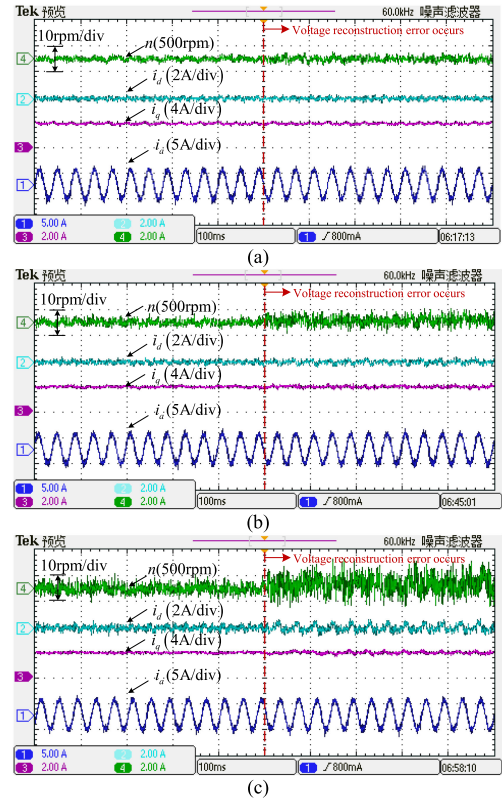 Tek 预览 60.0kHz 噪声滤波器
Voltage reconstruction error occurs
10rpm/div
n(500rpm)
4
i_d (2A/div)
2
i_q (4A/div)
3
i_a (5A/div)
1
1 5.00 A 2 2.00 A
3 2.00 A 4 2.00 A
100ms 1 800mA 06:17:13
(a)
Tek 预览 60.0kHz 噪声滤波器
Voltage reconstruction error occurs
10rpm/div
n(500rpm)
4
i_d (2A/div)
2
i_q (4A/div)
3
i_a (5A/div)
1
1 5.00 A 2 2.00 A
3 2.00 A 4 2.00 A
100ms 1 800mA 06:45:01
(b)
Tek 预览 60.0kHz 噪声滤波器
Voltage reconstruction error occurs
10rpm/div
n(500rpm)
4
i_d (2A/div)
2
i_q (4A/div)
3
i_a (5A/div)
1
1 5.00 A 2 2.00 A
3 2.00 A 4 2.00 A
100ms 1 800mA 06:58:10
(c)